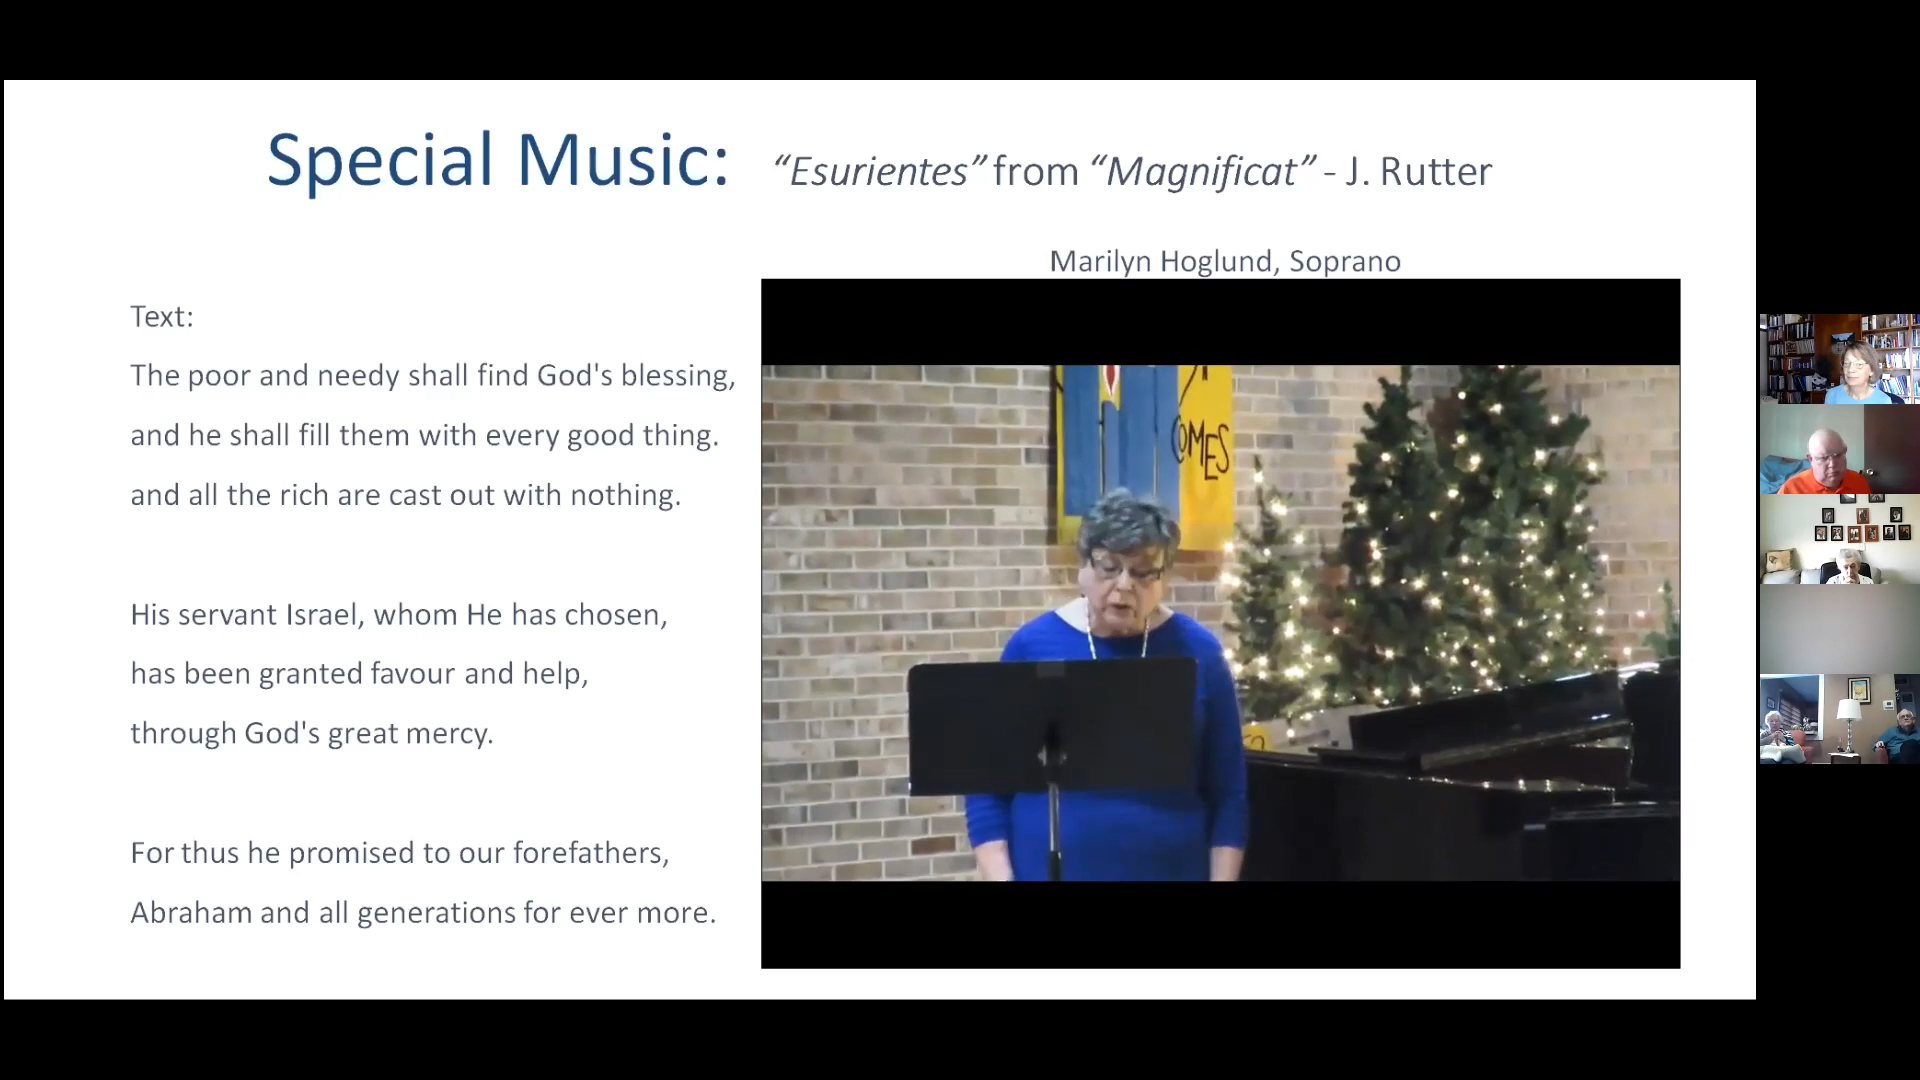 Special Music: “Esurientes” from “Magnificat” - J. Rutter
Marilyn Hoglund, Soprano
Text:
The poor and needy shall find God's blessing,
and he shall fill them with every good thing.
and all the rich are cast out with nothing.
His servant Israel, whom He has chosen,
has been granted favour and help,
through God's great mercy.
For thus he promised to our forefathers,
Abraham and all generations for ever more.
COMES